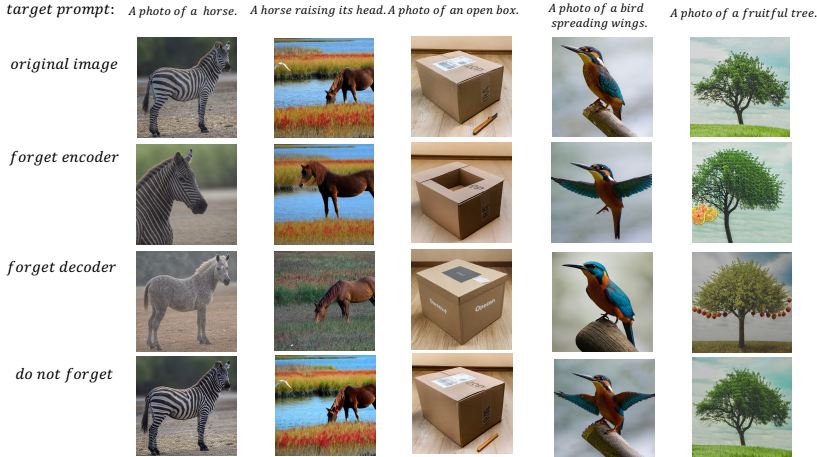 target prompt: A photo of a horse. A horse raising its head. A photo of an open box. A photo of a bird spreading wings. A photo of a fruitful tree.
original image
forget encoder
forget decoder
do not forget